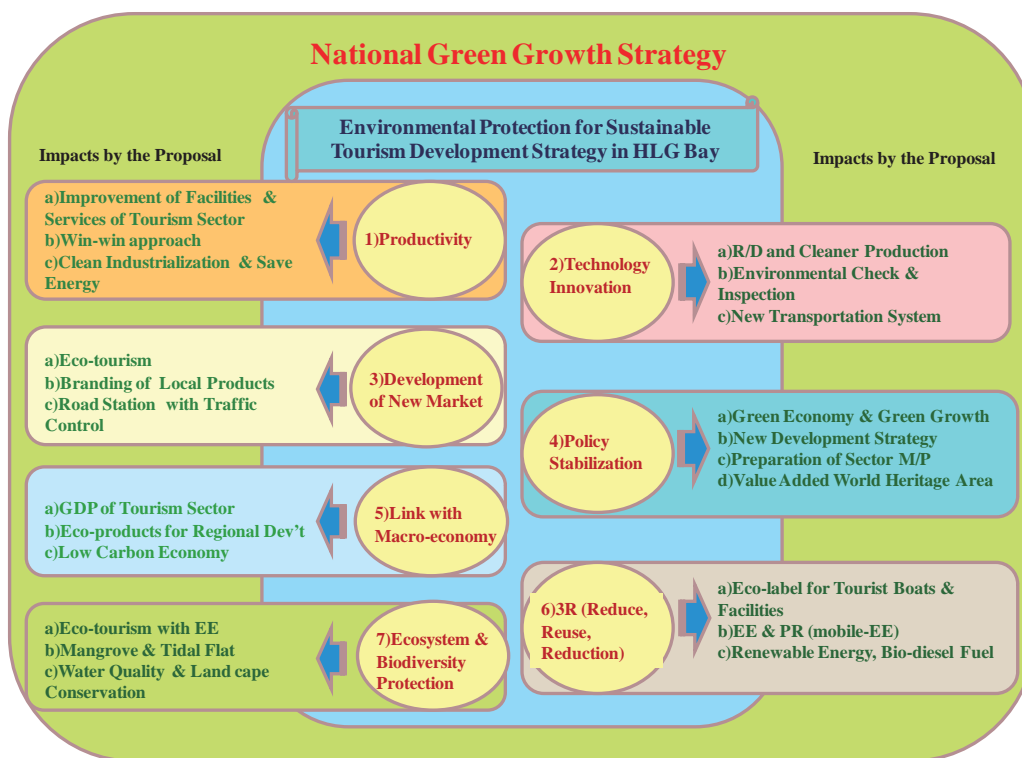 National Green Growth Strategy
Environmental Protection for Sustainable
Tourism Development Strategy in HLG Bay
Impacts by the Proposal
Impacts by the Proposal
a)Improvement of Facilities &
Services of Tourism Sector
b)Win-win approach
c)Clean Industrialization & Save
Energy
1)Productivity
2)Technology
Innovation
a)R/D and Cleaner Production
b)Environmental Check &
Inspection
c)New Transportation System
a)Eco-tourism
b)Branding of Local Products
c)Road Station with Traffic
Control
3)Development
of New Market
4)Policy
Stabilization
a)Green Economy & Green Growth
b)New Development Strategy
c)Preparation of Sector M/P
d)Value Added World Heritage Area
a)GDP of Tourism Sector
b)Eco-products for Regional Dev't
c)Low Carbon Economy
5)Link with
Macro-economy
6)3R (Reduce,
Reuse,
Reduction)
a)Eco-label for Tourist Boats &
Facilities
b)EE & PR (mobile-EE)
c)Renewable Energy, Bio-diesel Fuel
a)Eco-tourism with EE
b)Mangrove & Tidal Flat
c)Water Quality & Land cape
Conservation
7)Ecosystem &
Biodiversity
Protection